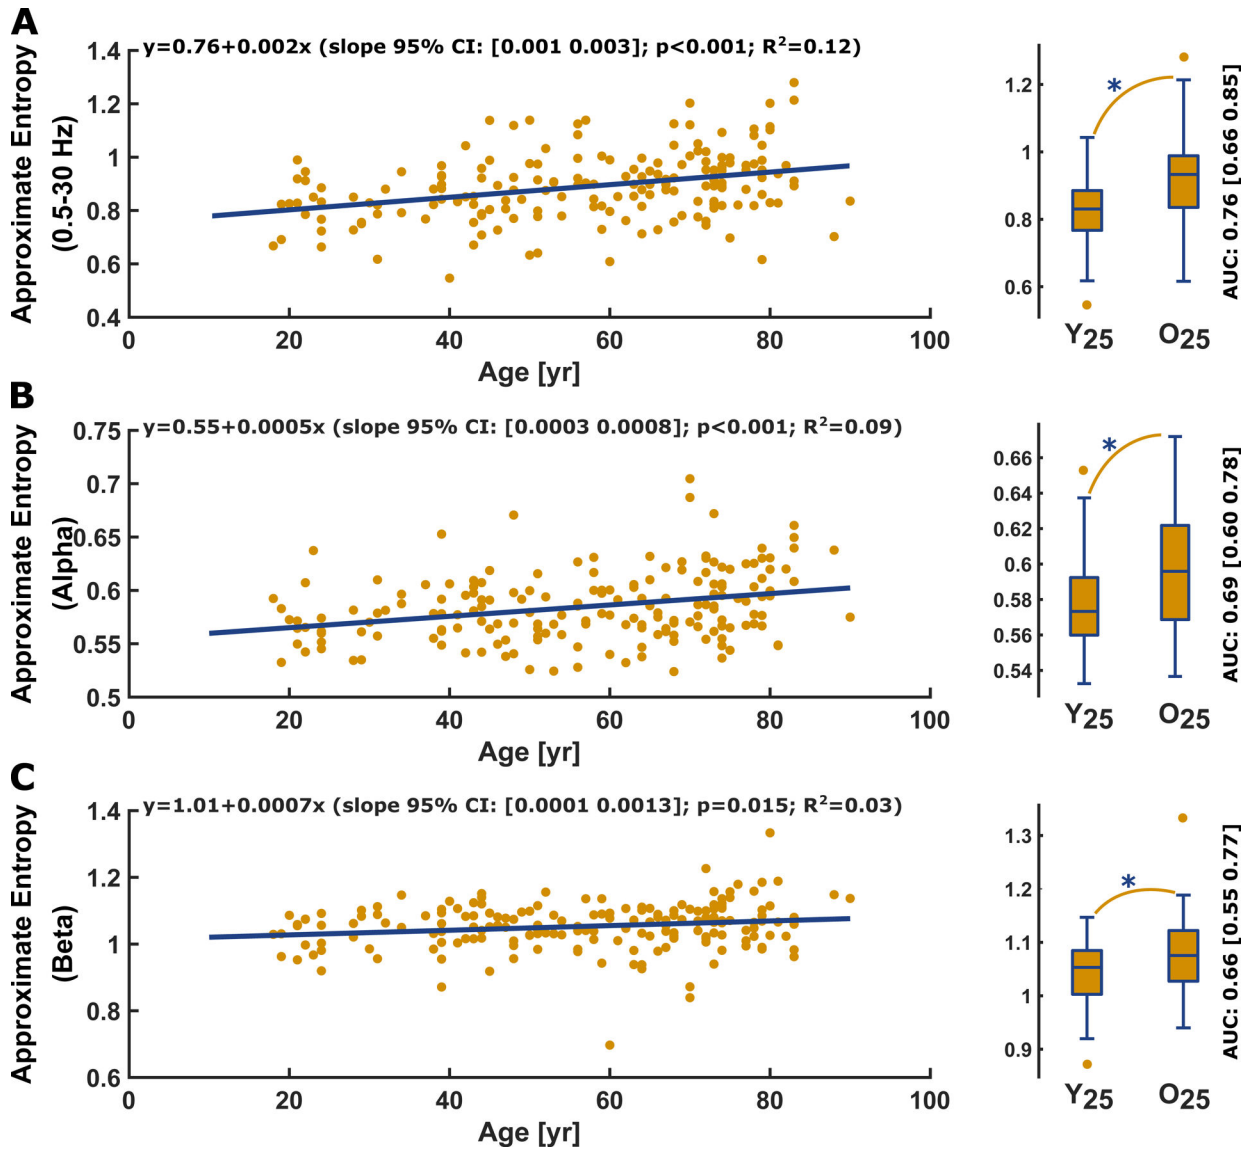 A
y=0.76+0.002x (slope 95% CI: [0.001 0.003]; p<0.001; R²=0.12)
Approximate Entropy
(0.5-30 Hz)
1.4
1.2
1
0.8
0.6
0.4
0
20
40
60
80
100
Age [yr]
1.2
1
0.8
0.6
*
Y25
O25
AUC: 0.76 [0.66 0.85]
B
y=0.55+0.0005x (slope 95% CI: [0.0003 0.0008]; p<0.001; R²=0.09)
Approximate Entropy
(Alpha)
0.75
0.7
0.65
0.6
0.55
0.5
0
20
40
60
80
100
Age [yr]
0.66
0.64
0.62
0.6
0.58
0.56
0.54
*
Y25
O25
AUC: 0.69 [0.60 0.78]
C
y=1.01+0.0007x (slope 95% CI: [0.0001 0.0013]; p=0.015; R²=0.03)
Approximate Entropy
(Beta)
1.4
1.2
1
0.8
0.6
0
20
40
60
80
100
Age [yr]
1.3
1.2
1.1
1
0.9
*
Y25
O25
AUC: 0.66 [0.55 0.77]